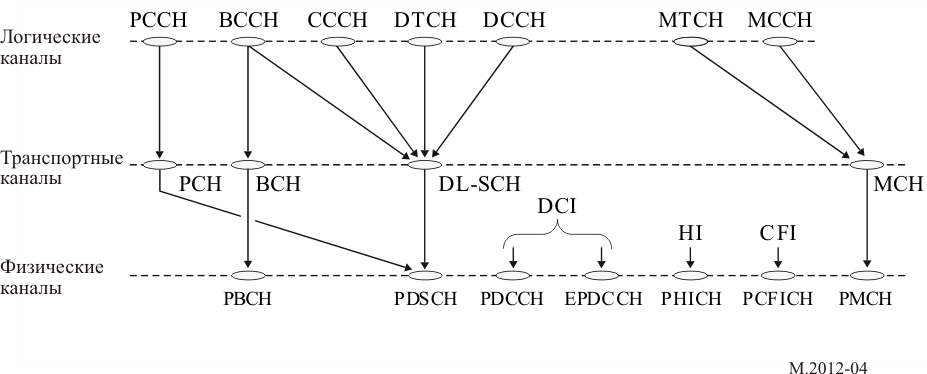 PCCH BCCH CCCH DTCH DCCH MTCH MCCH
Логические
каналы
Транспортные
каналы
PCH BCH DL-SCH MCH
DCI
HI CFI
Физические
каналы
PBCH PDSCH PDCCH EPDCCH PHICH PCFICH PMCH
M.2012-04